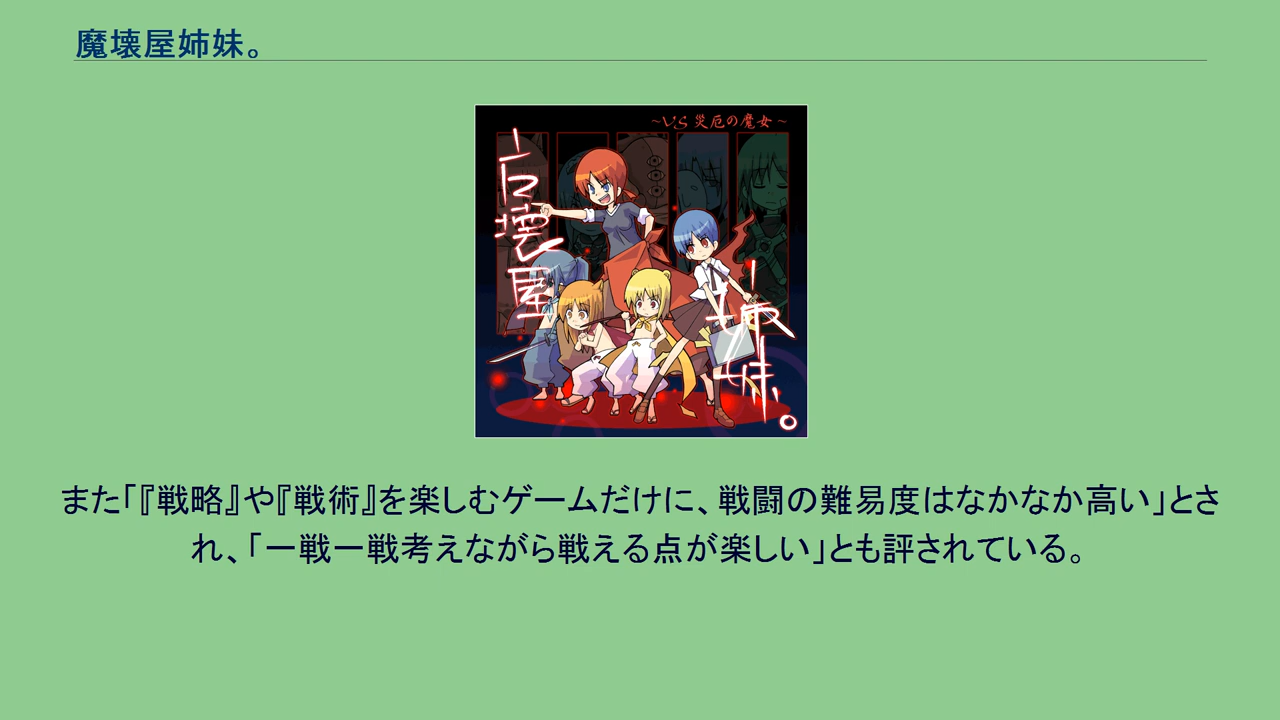 魔壊屋姉妹。
～VS 災厄の魔女～
壊屋
姉妹。
また「『戦略』や『戦術』を楽しむゲームだけに、戦闘の難易度はなかなか高い」とさ
れ、「一戦一戦考えながら戦える点が楽しい」とも評されている。